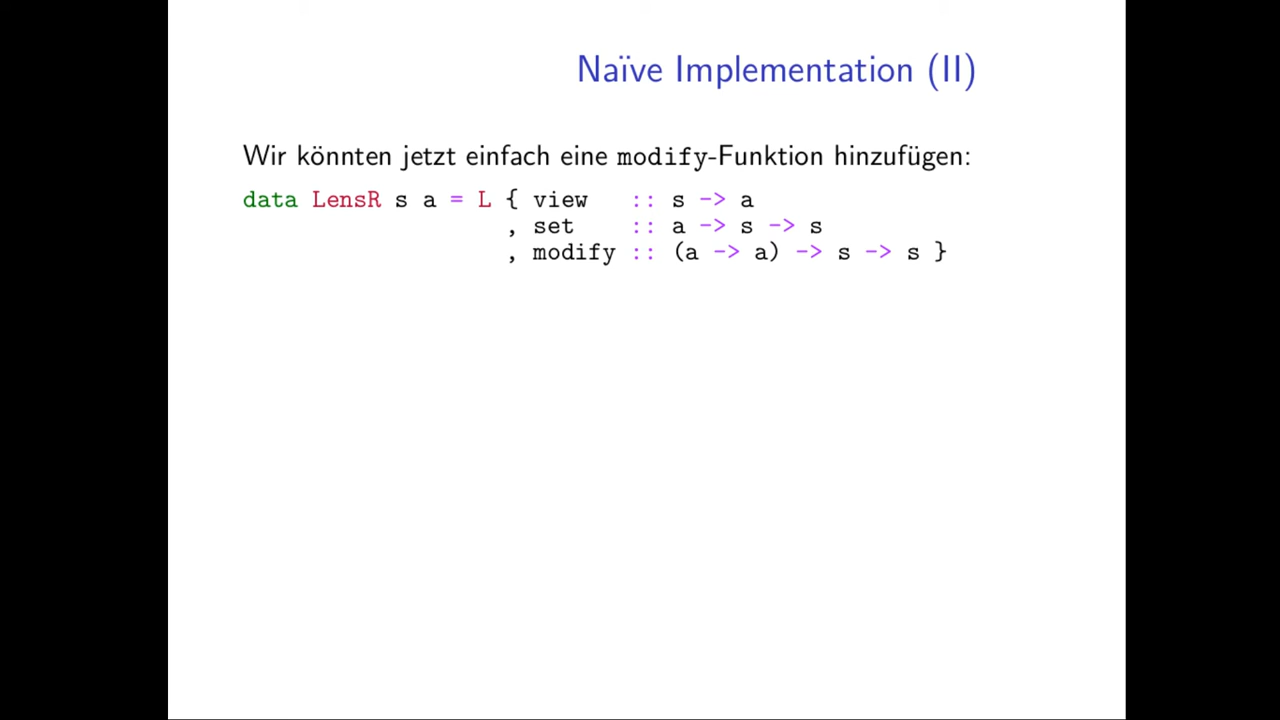 Naïve Implementation (II)
Wir könnten jetzt einfach eine modify-Funktion hinzufügen:
data LensR s a = L { view :: s -> a
, set :: a -> s -> s
, modify :: (a -> a) -> s -> s }